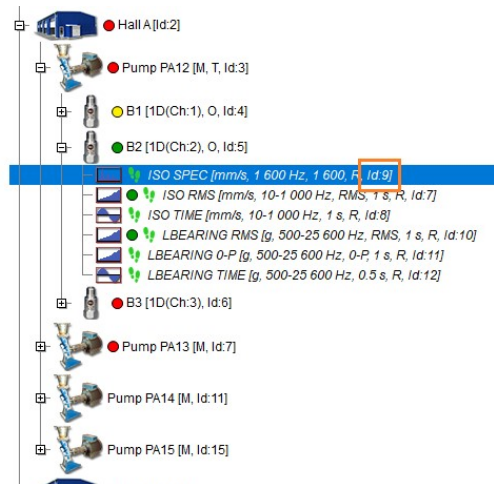 Hall A [Id:2]
Pump PA12 [M, T, Id:3]
B1 [1D(Ch:1), O, Id:4]
B2 [1D(Ch:2), O, Id:5]
ISO SPEC [mm/s, 1 600 Hz, 1 600, R, Id:9]
ISO RMS [mm/s, 10-1 000 Hz, RMS, 1 s, R, Id:7]
ISO TIME [mm/s, 10-1 000 Hz, 1 s, R, Id:8]
LBEARING RMS [g, 500-25 600 Hz, RMS, 1 s, R, Id:10]
LBEARING 0-P [g, 500-25 600 Hz, 0-P, 1 s, R, Id:11]
LBEARING TIME [g, 500-25 600 Hz, 0.5 s, R, Id:12]
B3 [1D(Ch:3), Id:6]
Pump PA13 [M, Id:7]
Pump PA14 [M, Id:11]
Pump PA15 [M, Id:15]